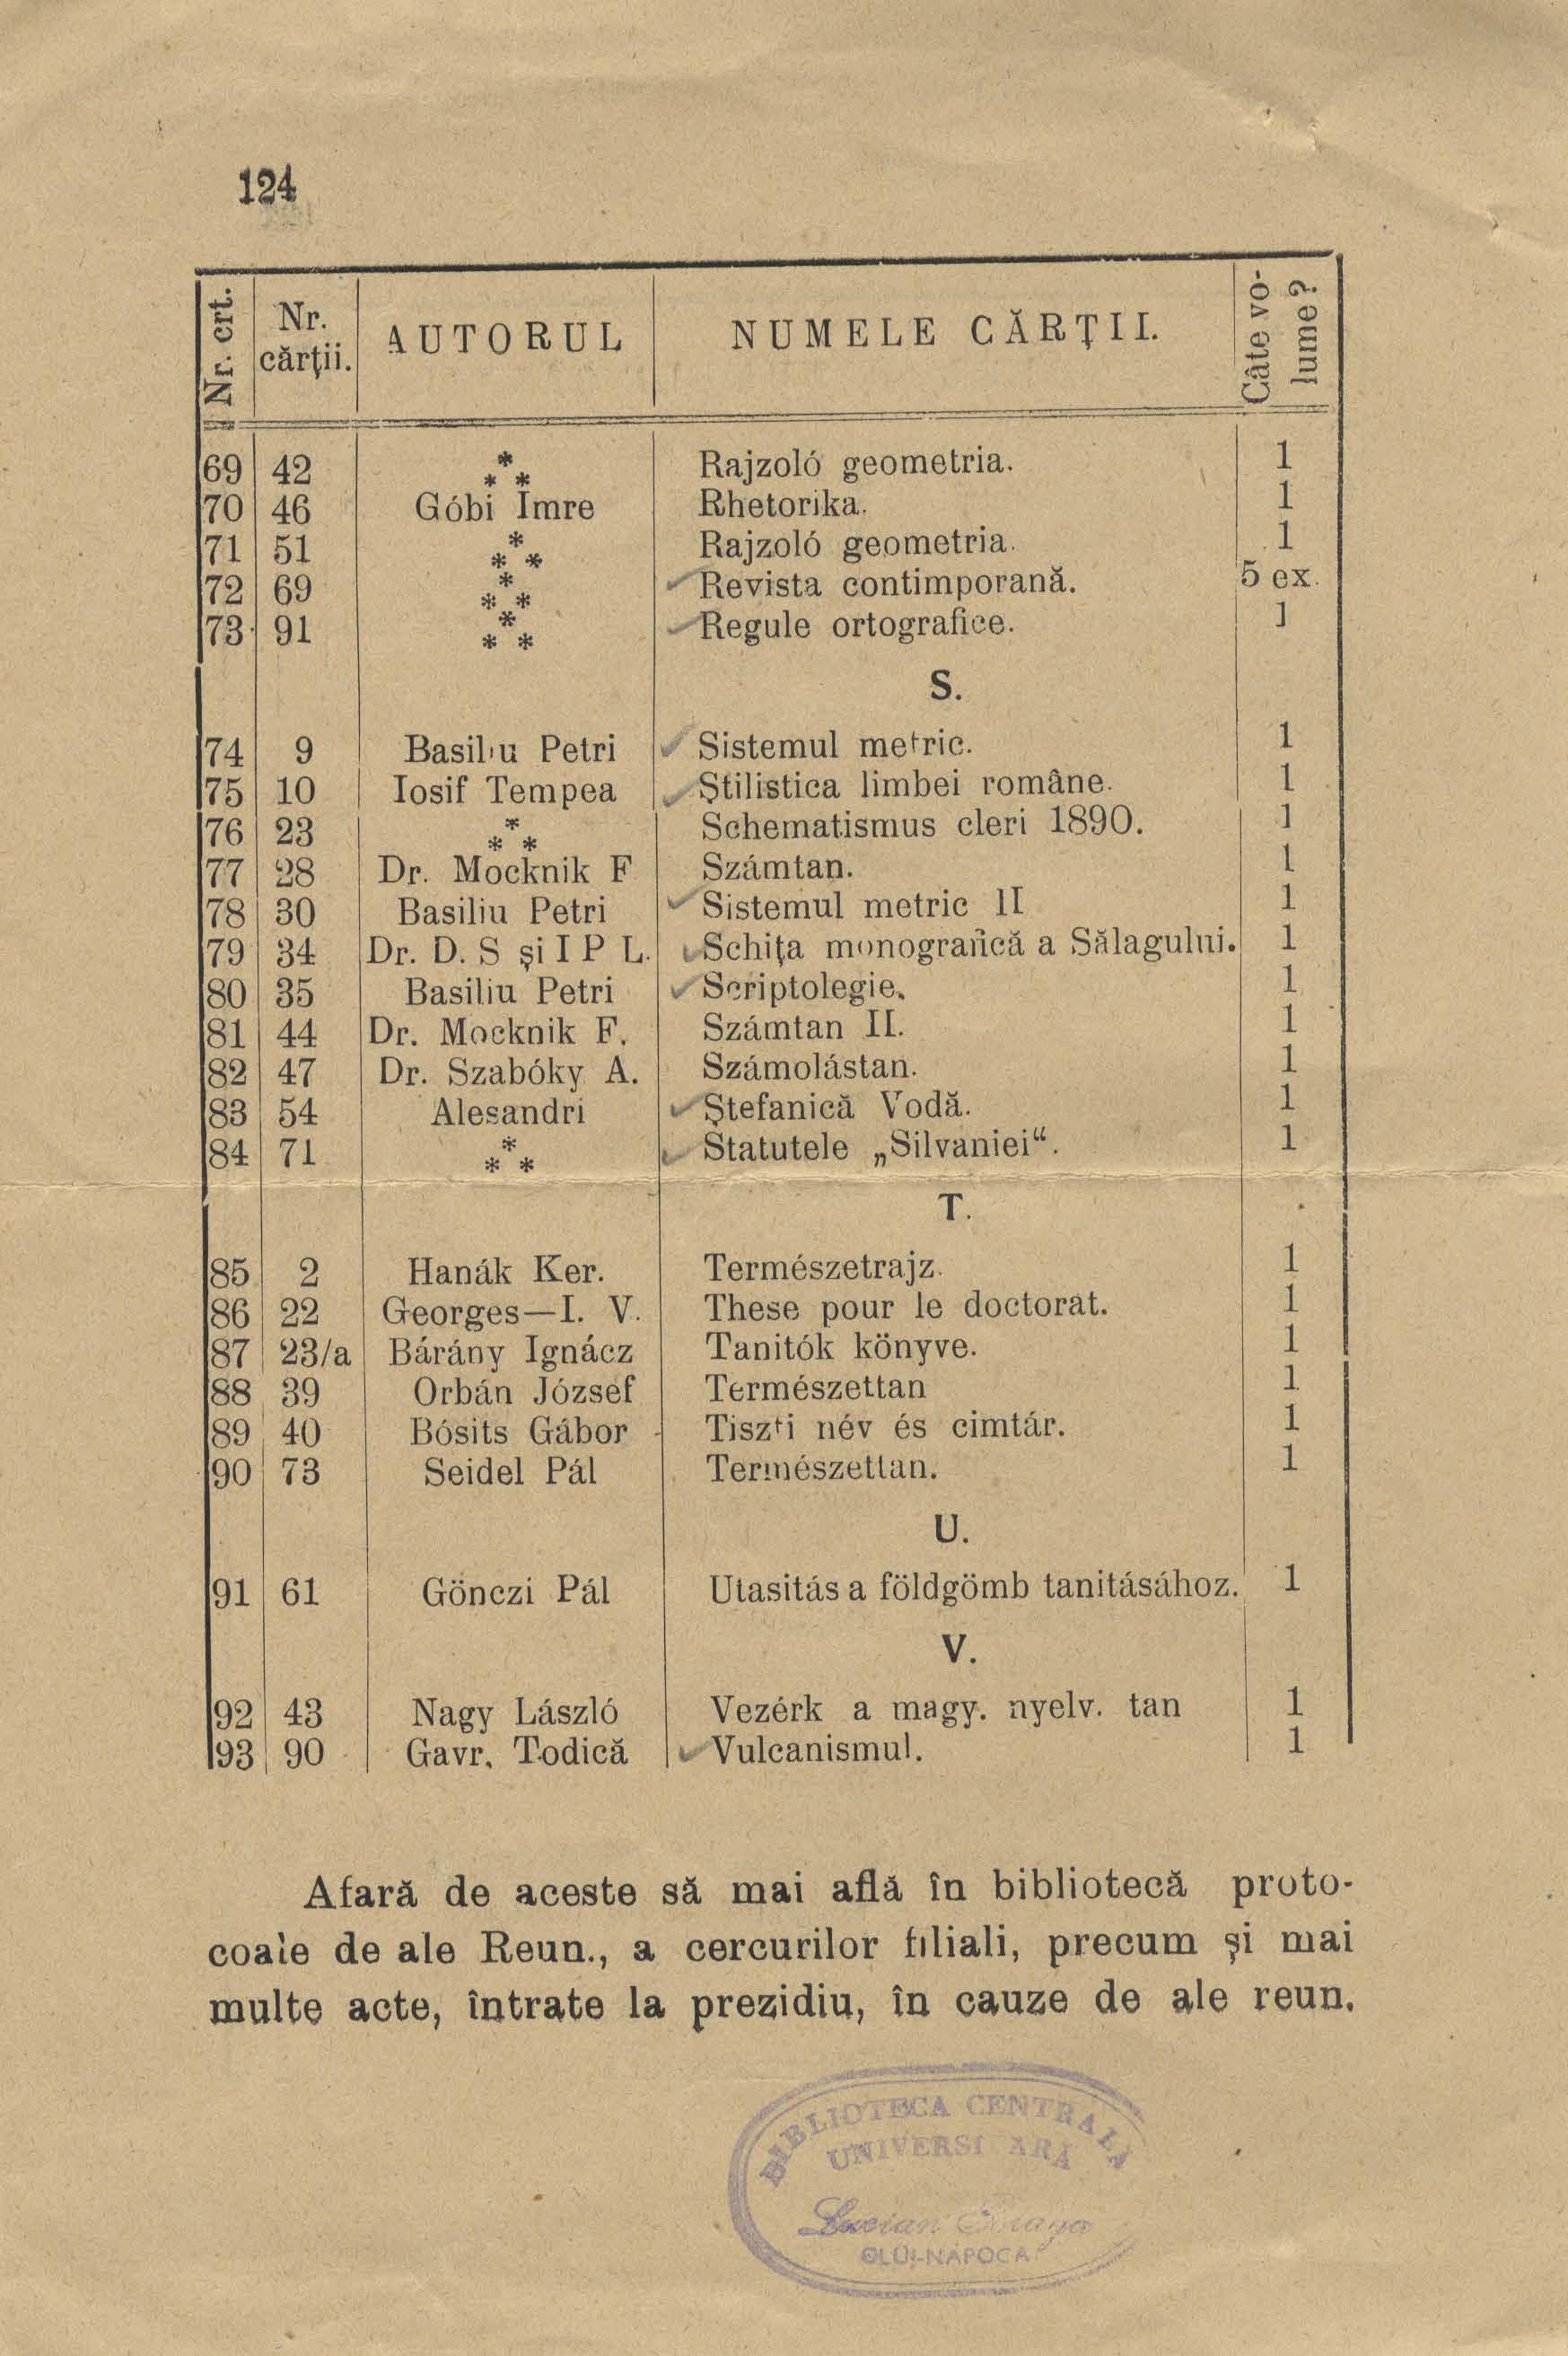 124
Nr. crt. Nr. cărţii. AUTORUL NUMELE CĂRŢII. Câte volume?
69 42 *** Rajzoló geometria. 1
70 46 Góbi Imre Rhetorika. 1
71 51 *** Rajzoló geometria. 1
72 69 *** Revista contimporană. 5 ex.
73 91 *** Regule ortografice. 1
S.
74 9 Basiliu Petri Sistemul metric. 1
75 10 Iosif Tempea Ştilistica limbei române. 1
76 23 *** Schematismus cleri 1890. 1
77 28 Dr. Mocknik F Számtan. 1
78 30 Basiliu Petri Sistemul metric II 1
79 34 Dr. D. S şi I P L. Schiţa monografică a Sălagului. 1
80 35 Basiliu Petri Scriptologie. 1
81 44 Dr. Mocknik F. Számtan II. 1
82 47 Dr. Szabóky A. Számolástan. 1
83 54 Alesandri Ştefanică Vodă. 1
84 71 *** Statutele „Silvaniei“. 1
T.
85 2 Hanák Ker. Természetrajz. 1
86 22 Georges—I. V. These pour le doctorat. 1
87 23/a Bárány Ignácz Tanitók könyve. 1
88 39 Orbán József Természettan 1
89 40 Bósits Gábor Tiszti név és cimtár. 1
90 73 Seidel Pál Természettan. 1
U.
91 61 Gönczi Pál Utasitás a földgömb tanitásához. 1
V.
92 43 Nagy László Vezérk a magy. nyelv. tan 1
93 90 Gavr. Todică Vulcanismul. 1
Afară de aceste să mai află în bibliotecă proto-
coale de ale Reun., a cercurilor filiali, precum şi mai
multe acte, întrate la prezidiu, în cauze de ale reun.
BIBLIOTECA CENTRALĂ
UNIVERSITARĂ
Lucian Blaga
CLUJ-NAPOCA